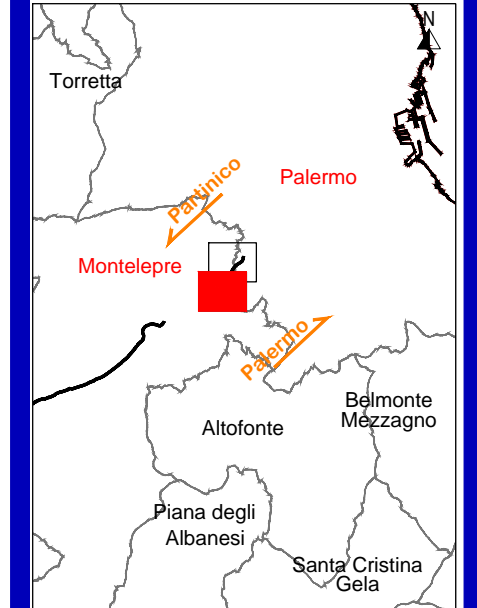 N
Torretta
Partinico
Palermo
Montelepre
Palermo
Belmonte
Mezzagno
Altofonte
Piana degli
Albanesi
Santa Cristina
Gela